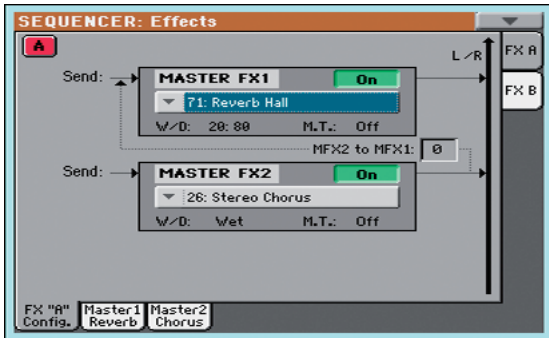 SEQUENCER: Effects
A
L/R
FX A
FX B
Send:
MASTER FX1
On
71: Reverb Hall
W/D: 20:80 M.T.: Off
MFX2 to MFX1: 0
Send:
MASTER FX2
On
26: Stereo Chorus
W/D: Wet M.T.: Off
FX "A" Config.
Master1 Reverb
Master2 Chorus